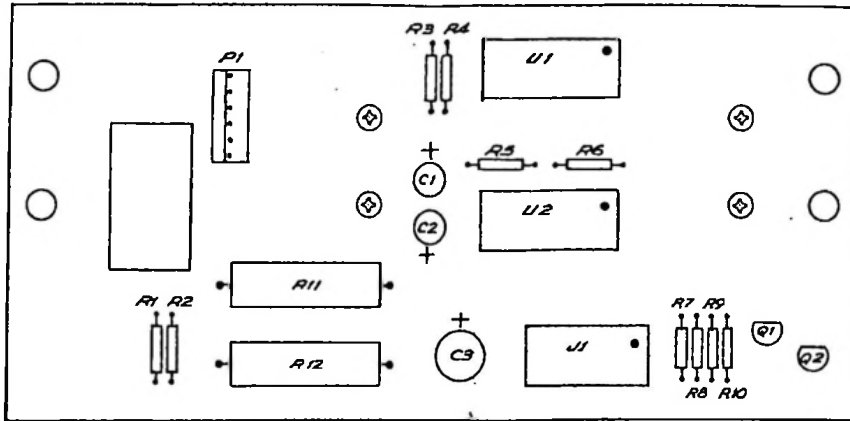 R3 R4
P1
U1
R5
R6
+
C1
U2
C2
+
R11
R1 R2
R7 R9
+
Q1
C3
J1
Q2
R12
R8 R10